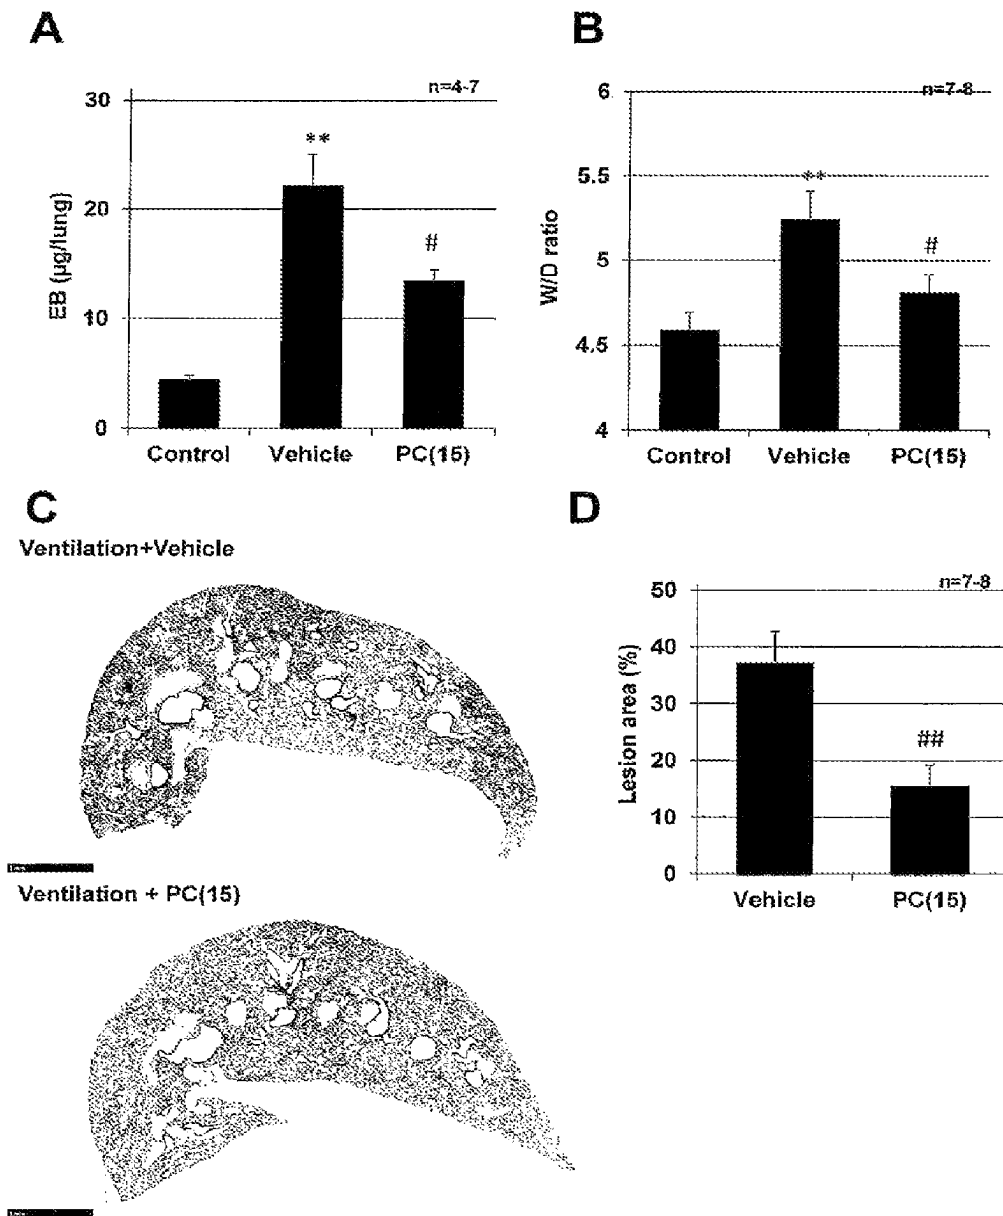 A
n=4-7
30
20
10
0
EB (µg/lung)
**
#
Control Vehicle PC(15)
B
n=7-8
6
5.5
5
4.5
4
W/D ratio
**
#
Control Vehicle PC(15)
C
Ventilation+Vehicle
Ventilation + PC(15)
D
n=7-8
50
40
30
20
10
0
Lesion area (%)
##
Vehicle PC(15)